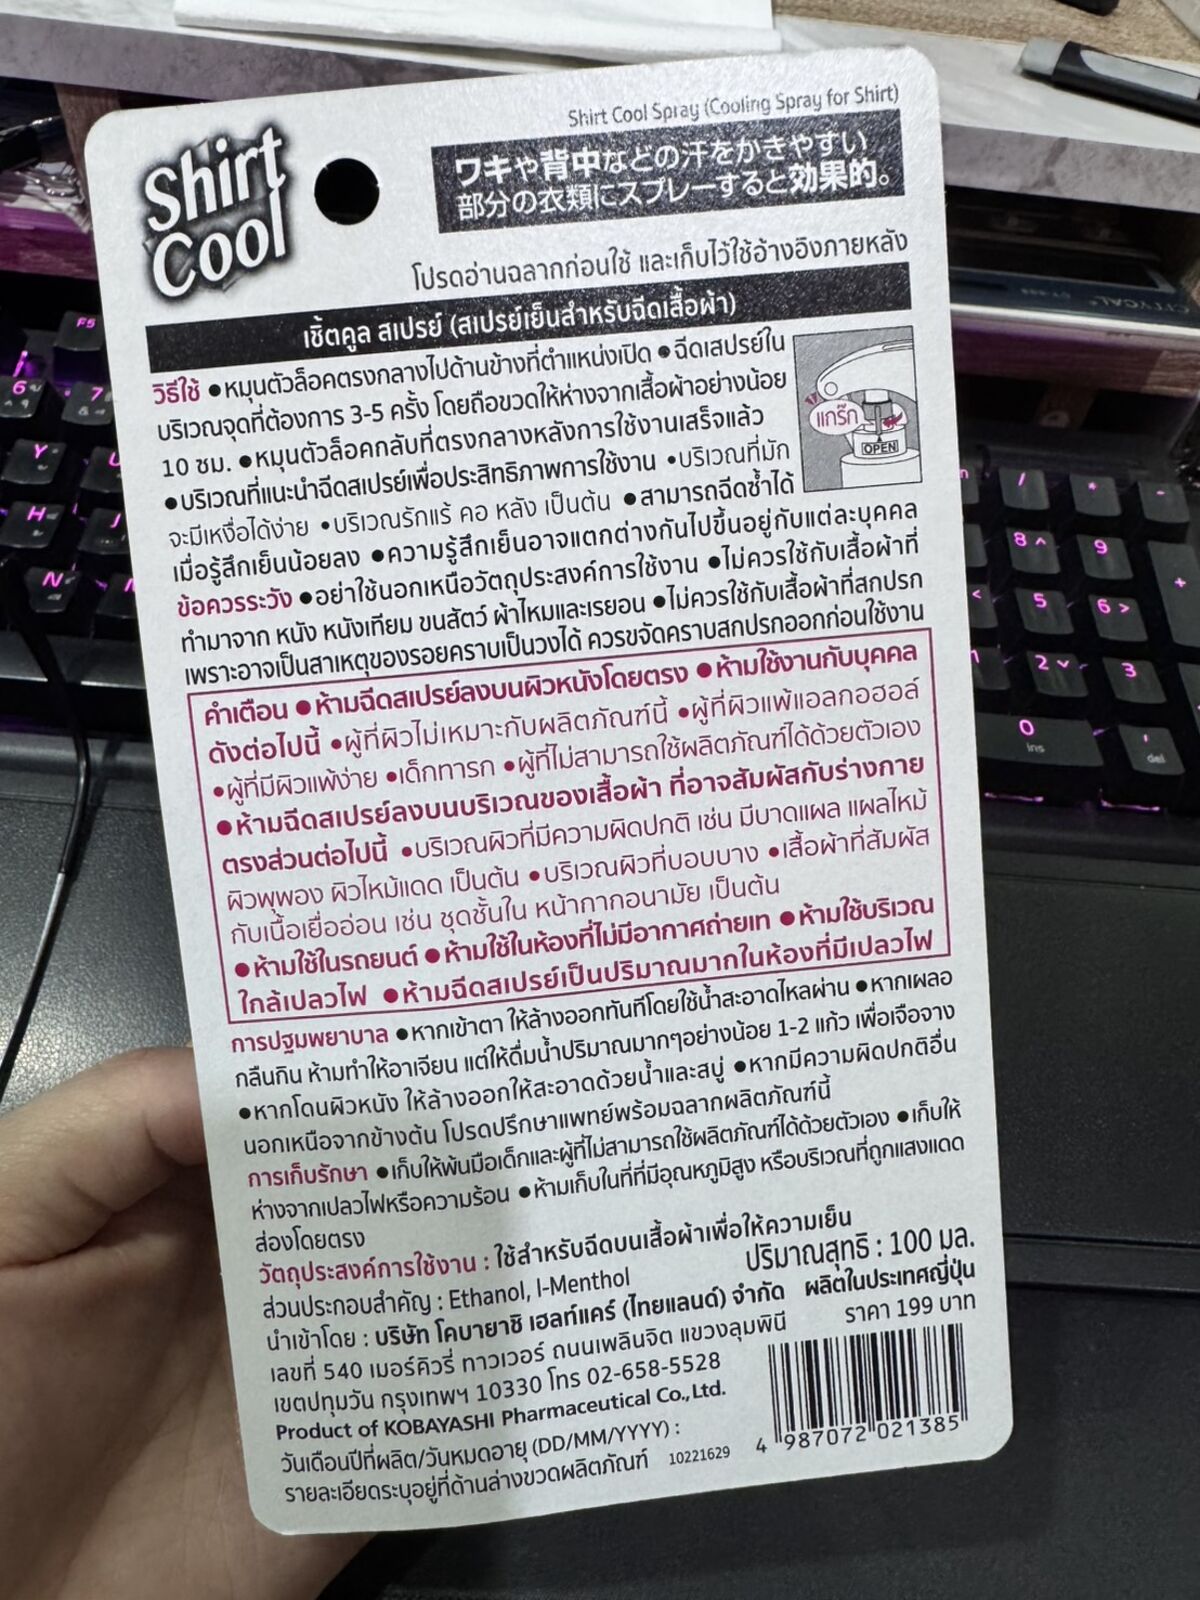 Shirt Cool Spray (Cooling Spray for Shirt)
Shirt
Cool
ワキや背中などの汗をかきやすい
部分の衣類にスプレーすると効果的。
โปรดอ่านฉลากก่อนใช้ และเก็บไว้ใช้อ้างอิงภายหลัง
เชิ้ตคูล สเปรย์ (สเปรย์เย็นสำหรับฉีดเสื้อผ้า)
วิธีใช้ ●หมุนตัวล็อคตรงกลางไปด้านข้างที่ตำแหน่งเปิด ●ฉีดเสปรย์ใน
บริเวณจุดที่ต้องการ 3-5 ครั้ง โดยถือขวดให้ห่างจากเสื้อผ้าอย่างน้อย
10 ซม. ●หมุนตัวล็อคกลับที่ตรงกลางหลังการใช้งานเสร็จแล้ว
●บริเวณที่แนะนำฉีดสเปรย์เพื่อประสิทธิภาพการใช้งาน •บริเวณที่มัก
จะมีเหงื่อได้ง่าย •บริเวณรักแร้ คอ หลัง เป็นต้น ●สามารถฉีดซ้ำได้
เมื่อรู้สึกเย็นน้อยลง ●ความรู้สึกเย็นอาจแตกต่างกันไปขึ้นอยู่กับแต่ละบุคคล
แกร๊ก
OPEN
ข้อควรระวัง ●อย่าใช้นอกเหนือวัตถุประสงค์การใช้งาน ●ไม่ควรใช้กับเสื้อผ้าที่
ทำมาจาก หนัง หนังเทียม ขนสัตว์ ผ้าไหมและเรยอน ●ไม่ควรใช้กับเสื้อผ้าที่สกปรก
เพราะอาจเป็นสาเหตุของรอยคราบเป็นวงได้ ควรขจัดคราบสกปรกออกก่อนใช้งาน
คำเตือน ●ห้ามฉีดสเปรย์ลงบนผิวหนังโดยตรง ●ห้ามใช้งานกับบุคคล
ดังต่อไปนี้ •ผู้ที่ผิวไม่เหมาะกับผลิตภัณฑ์นี้ •ผู้ที่ผิวแพ้แอลกอฮอล์
•ผู้ที่มีผิวแพ้ง่าย •เด็กทารก •ผู้ที่ไม่สามารถใช้ผลิตภัณฑ์ได้ด้วยตัวเอง
●ห้ามฉีดสเปรย์ลงบนบริเวณของเสื้อผ้า ที่อาจสัมผัสกับร่างกาย
ตรงส่วนต่อไปนี้ •บริเวณผิวที่มีความผิดปกติ เช่น มีบาดแผล แผลไหม้
ผิวพุพอง ผิวไหม้แดด เป็นต้น •บริเวณผิวที่บอบบาง •เสื้อผ้าที่สัมผัส
กับเนื้อเยื่ออ่อน เช่น ชุดชั้นใน หน้ากากอนามัย เป็นต้น
●ห้ามใช้ในรถยนต์ ●ห้ามใช้ในห้องที่ไม่มีอากาศถ่ายเท ●ห้ามใช้บริเวณ
ใกล้เปลวไฟ ●ห้ามฉีดสเปรย์เป็นปริมาณมากในห้องที่มีเปลวไฟ
การปฐมพยาบาล ●หากเข้าตา ให้ล้างออกทันทีโดยใช้น้ำสะอาดไหลผ่าน ●หากเผลอ
กลืนกิน ห้ามทำให้อาเจียน แต่ให้ดื่มน้ำปริมาณมากๆอย่างน้อย 1-2 แก้ว เพื่อเจือจาง
●หากโดนผิวหนัง ให้ล้างออกให้สะอาดด้วยน้ำและสบู่ ●หากมีความผิดปกติอื่น
นอกเหนือจากข้างต้น โปรดปรึกษาแพทย์พร้อมฉลากผลิตภัณฑ์นี้
การเก็บรักษา ●เก็บให้พ้นมือเด็กและผู้ที่ไม่สามารถใช้ผลิตภัณฑ์ได้ด้วยตัวเอง ●เก็บให้
ห่างจากเปลวไฟหรือความร้อน ●ห้ามเก็บในที่ที่มีอุณหภูมิสูง หรือบริเวณที่ถูกแสงแดด
ส่องโดยตรง
วัตถุประสงค์การใช้งาน : ใช้สำหรับฉีดบนเสื้อผ้าเพื่อให้ความเย็น
ส่วนประกอบสำคัญ : Ethanol, l-Menthol
ปริมาณสุทธิ : 100 มล.
นำเข้าโดย : บริษัท โคบายาชิ เฮลท์แคร์ (ไทยแลนด์) จำกัด
ผลิตในประเทศญี่ปุ่น
เลขที่ 540 เมอร์คิวรี่ ทาวเวอร์ ถนนเพลินจิต แขวงลุมพินี
ราคา 199 บาท
เขตปทุมวัน กรุงเทพฯ 10330 โทร 02-658-5528
Product of KOBAYASHI Pharmaceutical Co., Ltd.
วันเดือนปีที่ผลิต/วันหมดอายุ (DD/MM/YYYY) :
รายละเอียดระบุอยู่ที่ด้านล่างขวดผลิตภัณฑ์ 10221629
4 987072 021385
F5
6
7
Y
H
J
N
/
*
-
8
9
+
5
6 >
1
2
3
0
ins
del